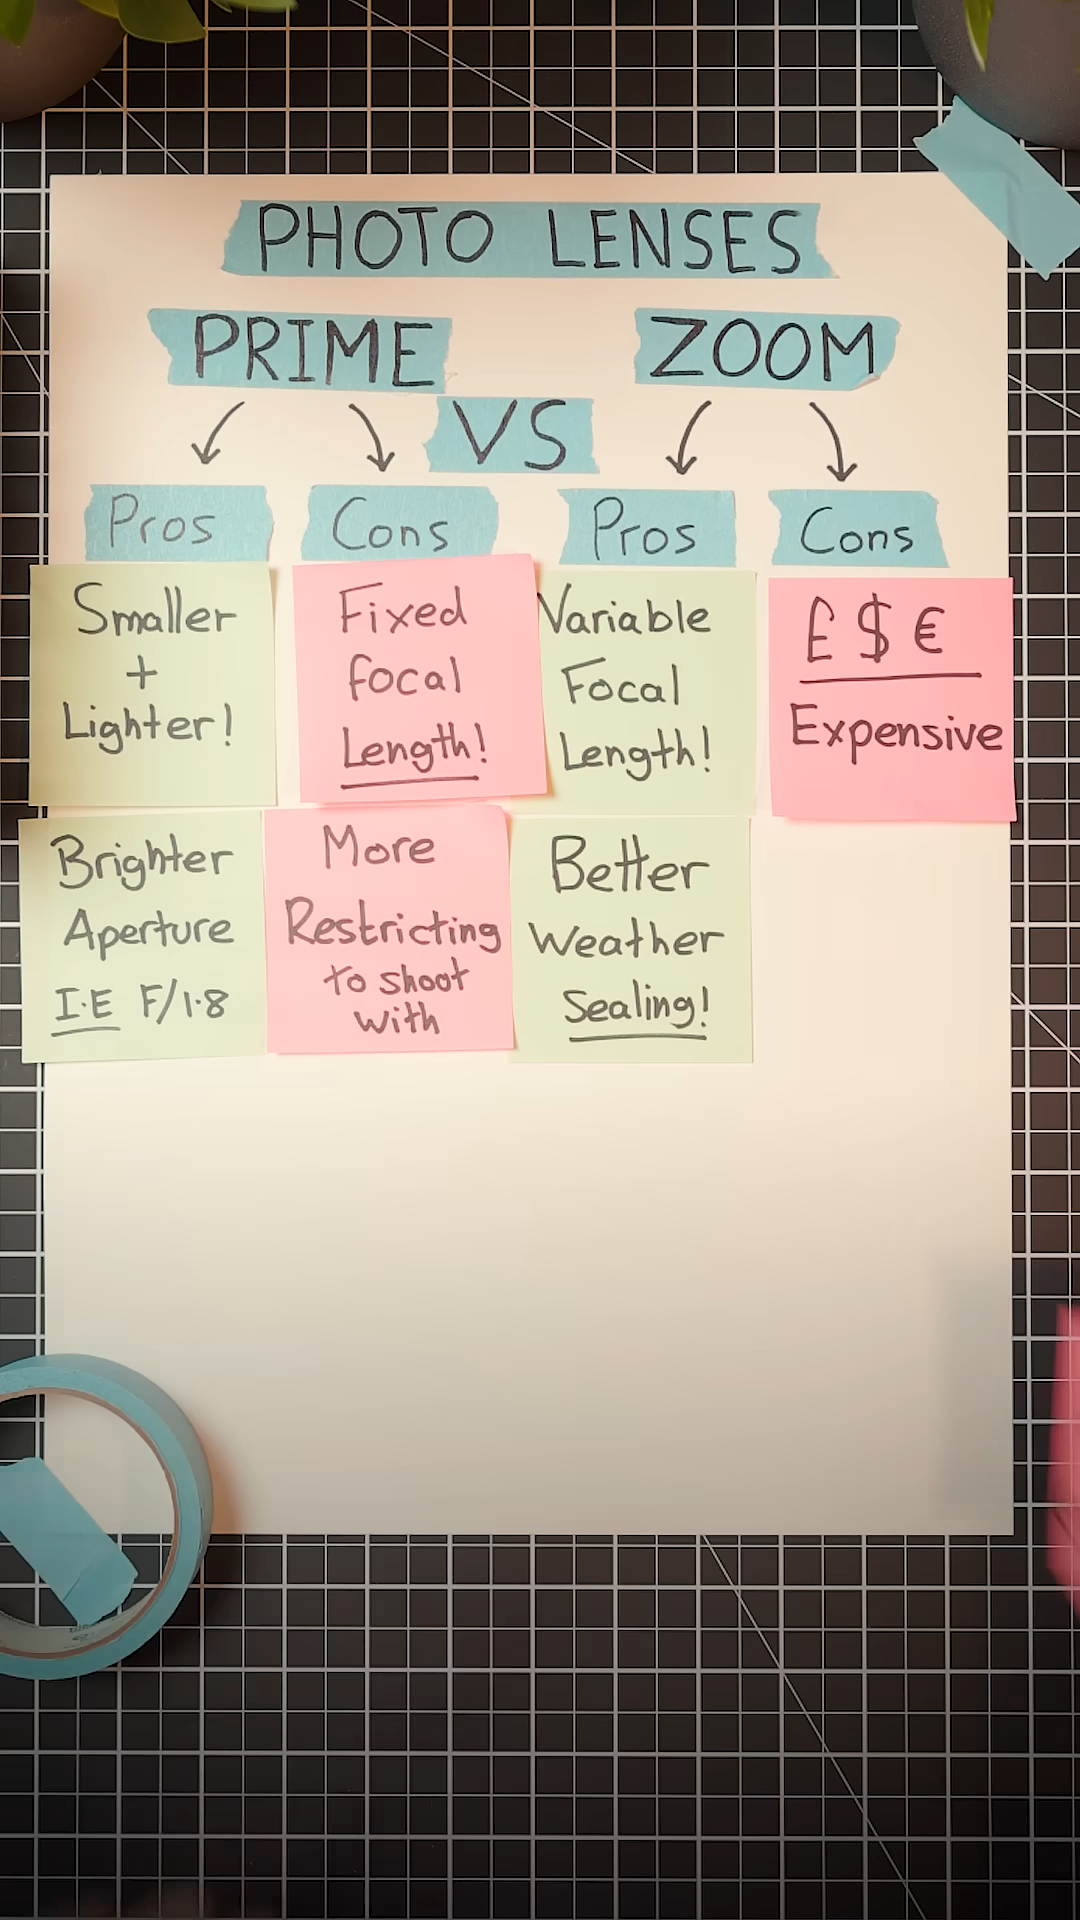 PHOTO LENSES
PRIME
ZOOM
VS
Pros
Cons
Pros
Cons
Smaller
+
Lighter!
Fixed
focal
Length!
Variable
Focal
Length!
£ $ €
Expensive
Brighter
Aperture
I.E F/1.8
More
Restricting
to shoot
with
Better
Weather
Sealing!